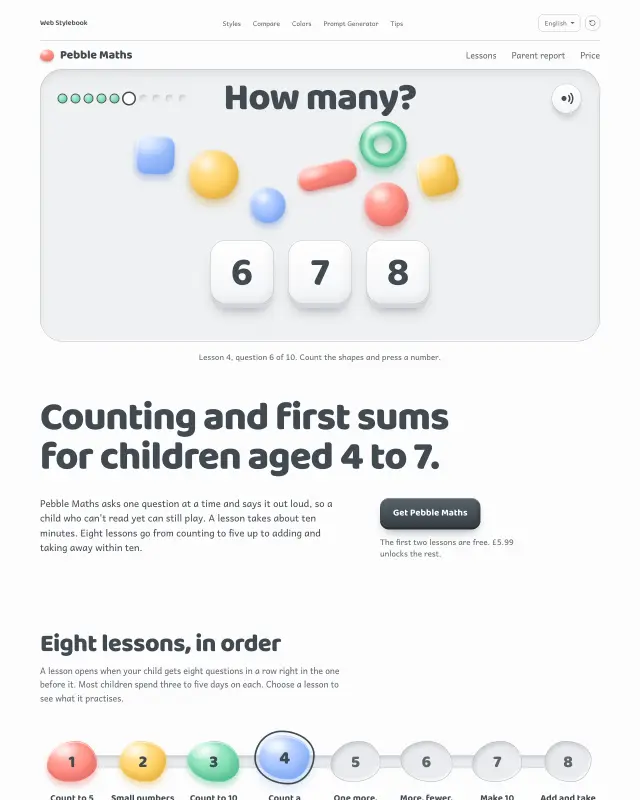 Web Stylebook
Styles Compare Colors Prompt Generator Tips
English
Pebble Maths
Lessons Parent report Price
How many?
6 7 8
Lesson 4, question 6 of 10. Count the shapes and press a number.
Counting and first sums
for children aged 4 to 7.
Pebble Maths asks one question at a time and says it out loud, so a
child who can't read yet can still play. A lesson takes about ten
minutes. Eight lessons go from counting to five up to adding and
taking away within ten.
Get Pebble Maths
The first two lessons are free. £5.99
unlocks the rest.
Eight lessons, in order
A lesson opens when your child gets eight questions in a row right in the one
before it. Most children spend three to five days on each. Choose a lesson to
see what it practises.
1 2 3 4 5 6 7 8
Count to 5 Small numbers Count to 10 Count a One more, More, fewer, Make 10 Add and take